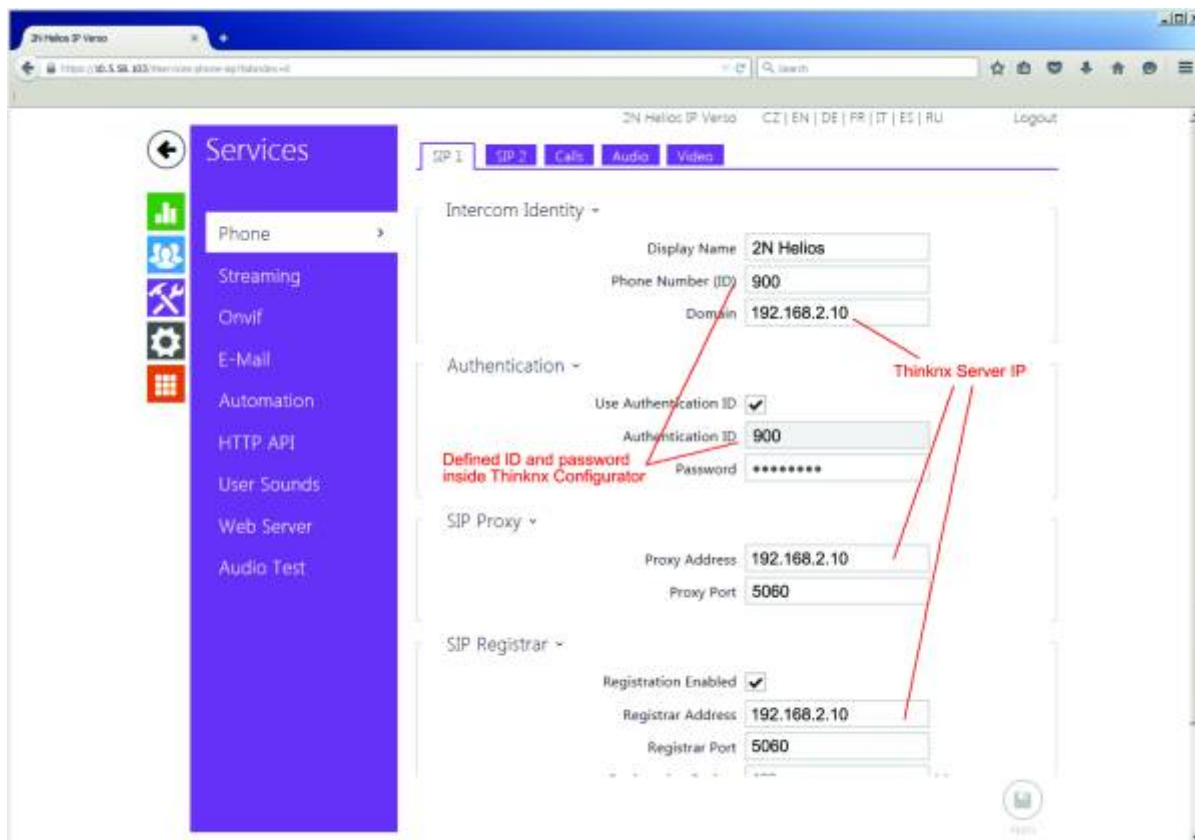 2N Helios IP Verso
Search
2N Helios IP Verso CZ | EN | DE | FR | IT | ES | RU Logout
Services
SIP 1 SIP 2 Calls Audio Video
Phone
Streaming
Onvif
E-Mail
Automation
HTTP API
User Sounds
Web Server
Audio Test
Intercom Identity
Display Name 2N Helios
Phone Number (ID) 900
Domain 192.168.2.10
Thinknx Server IP
Authentication
Use Authentication ID
Authentication ID 900
Defined ID and password
inside Thinknx Configurator
Password ••••••••
SIP Proxy
Proxy Address 192.168.2.10
Proxy Port 5060
SIP Registrar
Registration Enabled
Registrar Address 192.168.2.10
Registrar Port 5060